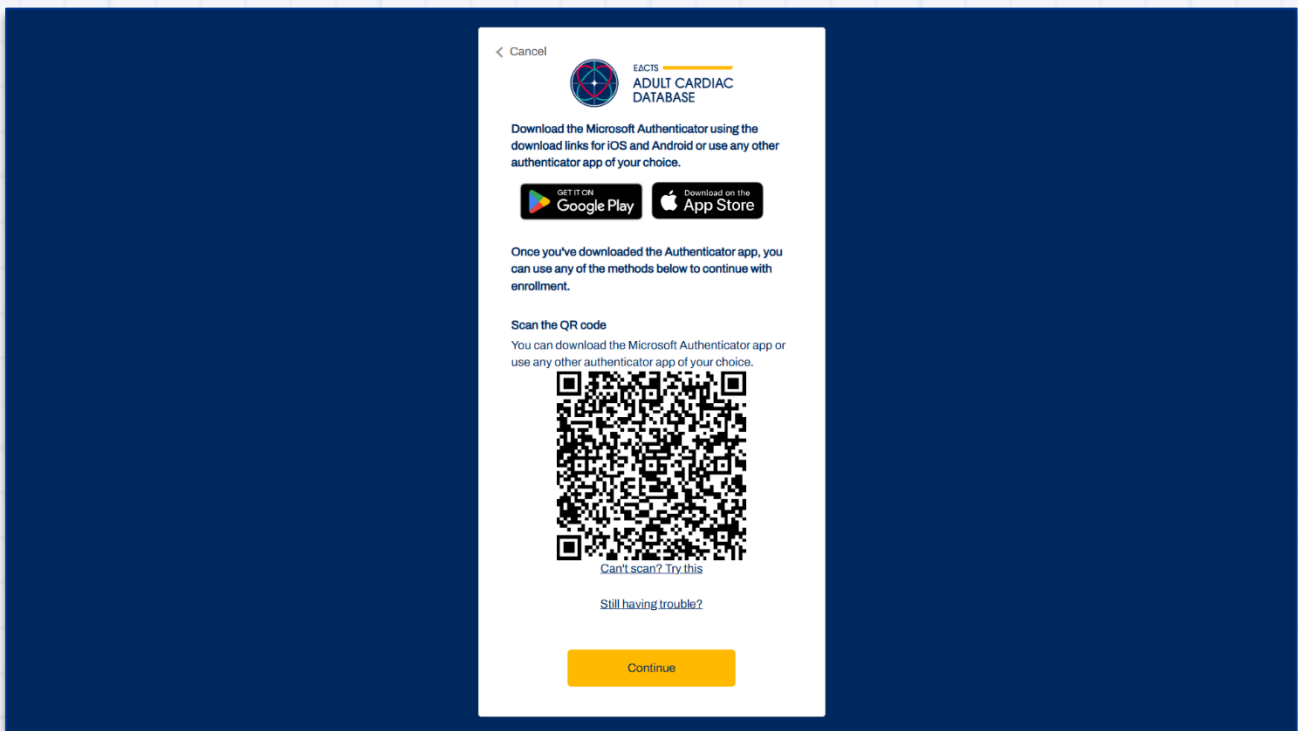 Cancel
EACTS
ADULT CARDIAC
DATABASE
Download the Microsoft Authenticator using the
download links for iOS and Android or use any other
authenticator app of your choice.
GET IT ON
Google Play
Download on the
App Store
Once you've downloaded the Authenticator app, you
can use any of the methods below to continue with
enrollment.
Scan the QR code
You can download the Microsoft Authenticator app or
use any other authenticator app of your choice.
Can't scan? Try this
Still having trouble?
Continue